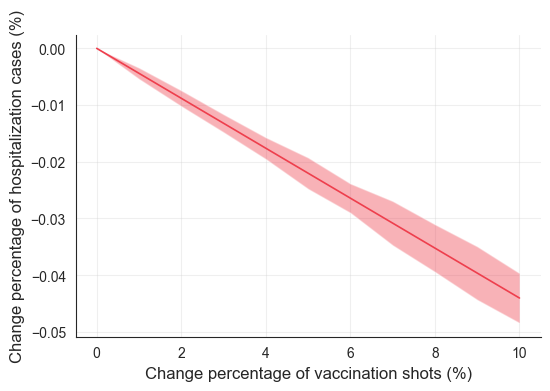 Change percentage of hospitalization cases (%)
0.00
−0.01
−0.02
−0.03
−0.04
−0.05
0 2 4 6 8 10
Change percentage of vaccination shots (%)